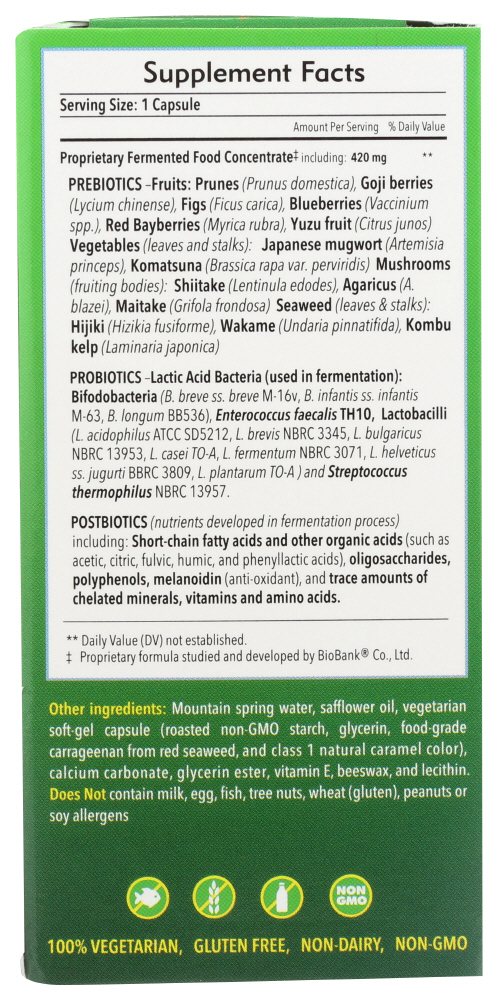 Supplement Facts
Serving Size: 1 Capsule
Amount Per Serving % Daily Value
Proprietary Fermented Food Concentrate‡ including: 420 mg **
PREBIOTICS –Fruits: Prunes (Prunus domestica), Goji berries
(Lycium chinense), Figs (Ficus carica), Blueberries (Vaccinium
spp.), Red Bayberries (Myrica rubra), Yuzu fruit (Citrus junos)
Vegetables (leaves and stalks): Japanese mugwort (Artemisia
princeps), Komatsuna (Brassica rapa var. perviridis) Mushrooms
(fruiting bodies): Shiitake (Lentinula edodes), Agaricus (A.
blazei), Maitake (Grifola frondosa) Seaweed (leaves & stalks):
Hijiki (Hizikia fusiforme), Wakame (Undaria pinnatifida), Kombu
kelp (Laminaria japonica)
PROBIOTICS –Lactic Acid Bacteria (used in fermentation):
Bifodobacteria (B. breve ss. breve M-16v, B. infantis ss. infantis
M-63, B. longum BB536), Enterococcus faecalis TH10, Lactobacilli
(L. acidophilus ATCC SD5212, L. brevis NBRC 3345, L. bulgaricus
NBRC 13953, L. casei TO-A, L. fermentum NBRC 3071, L. helveticus
ss. jugurti BBRC 3809, L. plantarum TO-A ) and Streptococcus
thermophilus NBRC 13957.
POSTBIOTICS (nutrients developed in fermentation process)
including: Short-chain fatty acids and other organic acids (such as
acetic, citric, fulvic, humic, and phenyllactic acids), oligosaccharides,
polyphenols, melanoidin (anti-oxidant), and trace amounts of
chelated minerals, vitamins and amino acids.
** Daily Value (DV) not established.
‡ Proprietary formula studied and developed by BioBank® Co., Ltd.
Other ingredients: Mountain spring water, safflower oil, vegetarian
soft-gel capsule (roasted non-GMO starch, glycerin, food-grade
carrageenan from red seaweed, and class 1 natural caramel color),
calcium carbonate, glycerin ester, vitamin E, beeswax, and lecithin.
Does Not contain milk, egg, fish, tree nuts, wheat (gluten), peanuts or
soy allergens
NON
GMO
100% VEGETARIAN, GLUTEN FREE, NON-DAIRY, NON-GMO